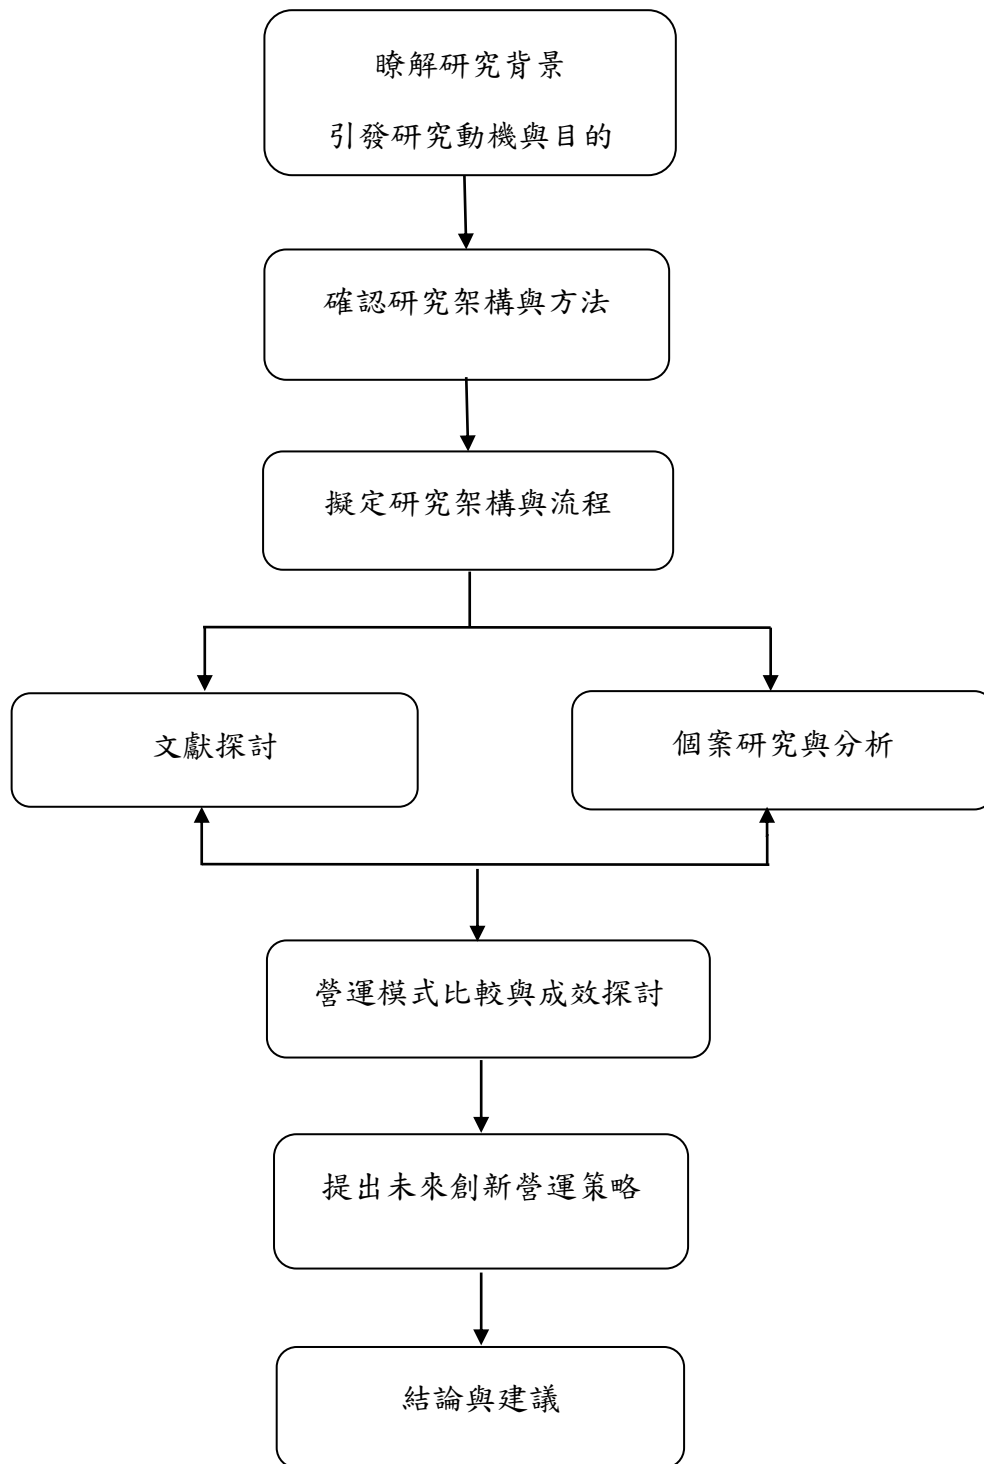 瞭解研究背景
引發研究動機與目的
確認研究架構與方法
擬定研究架構與流程
文獻探討
個案研究與分析
營運模式比較與成效探討
提出未來創新營運策略
結論與建議